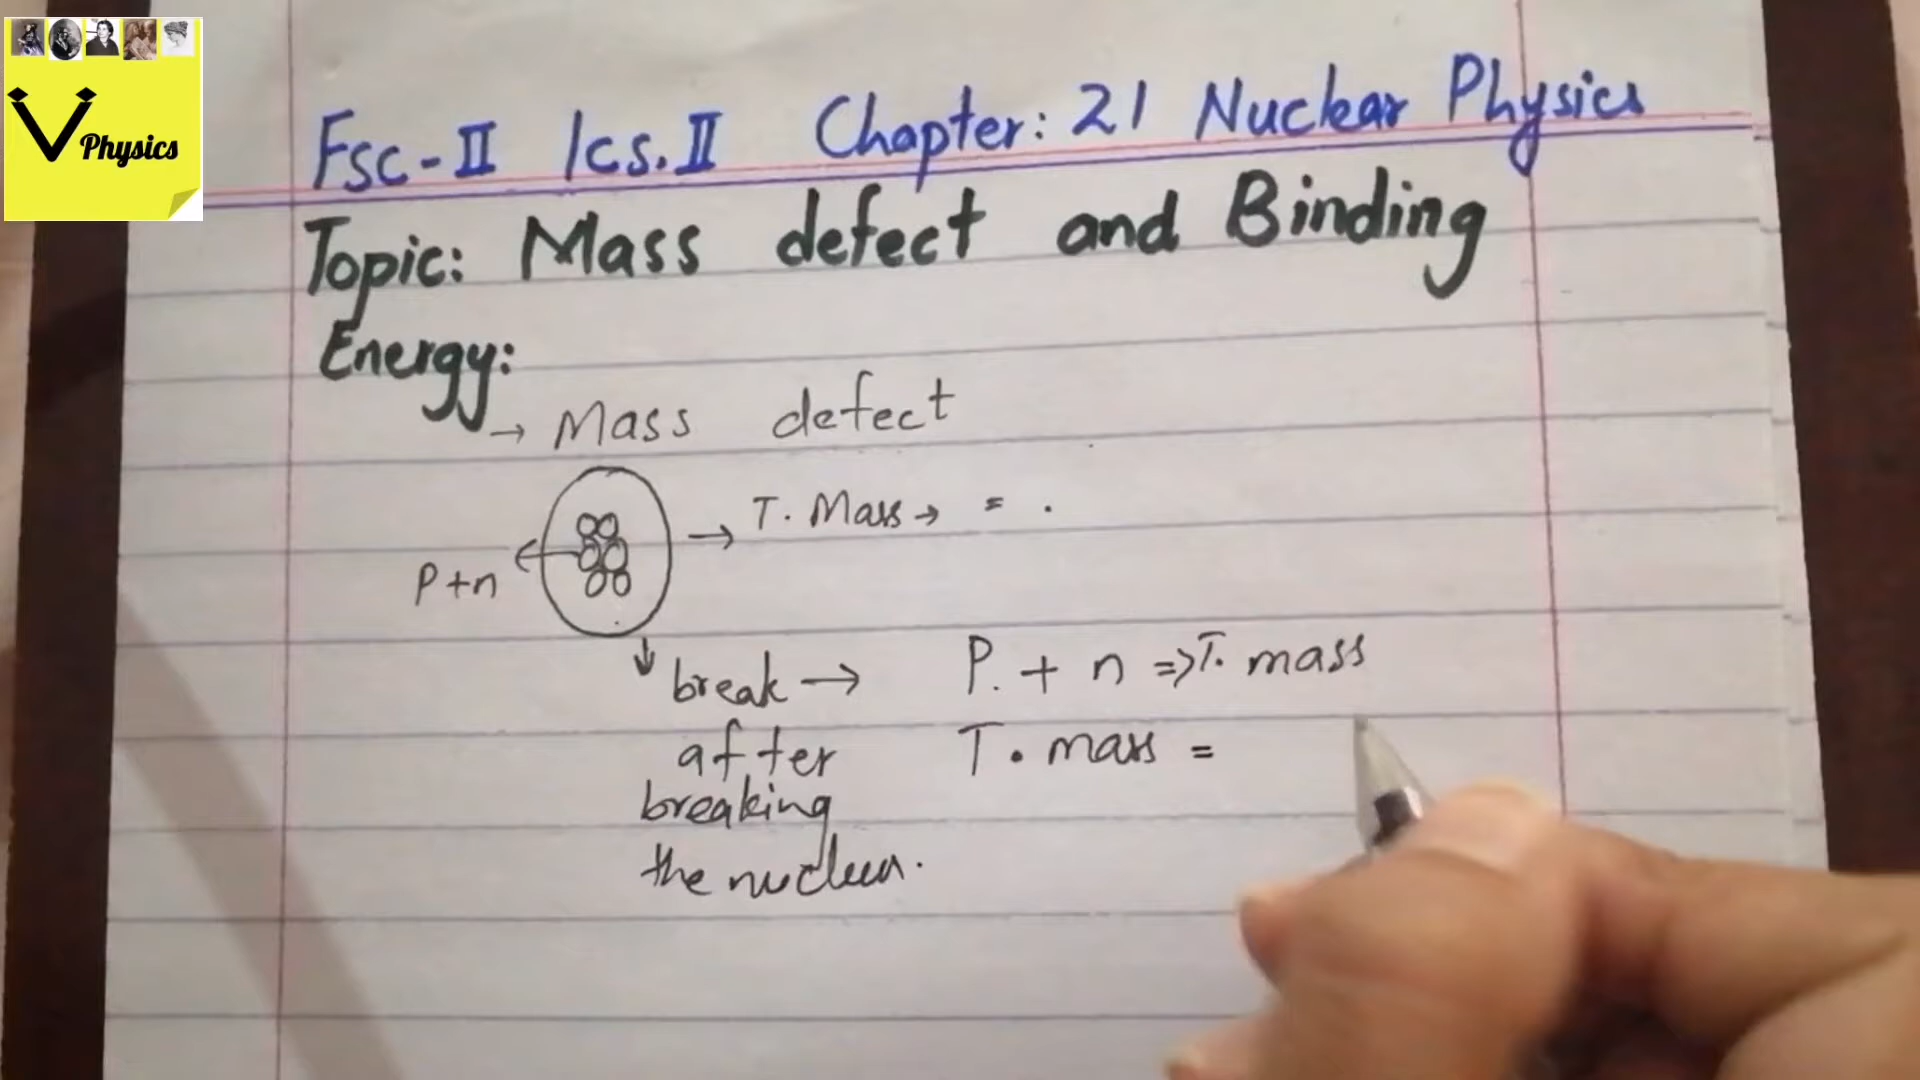 V Physics
Fsc-II Ics.II Chapter: 21 Nuclear Physics
Topic: Mass defect and Binding
Energy:
→ Mass defect
T. Mass → = .
P+n
break → P. + n => T. mass
after T. mass =
breaking
the nucleus.